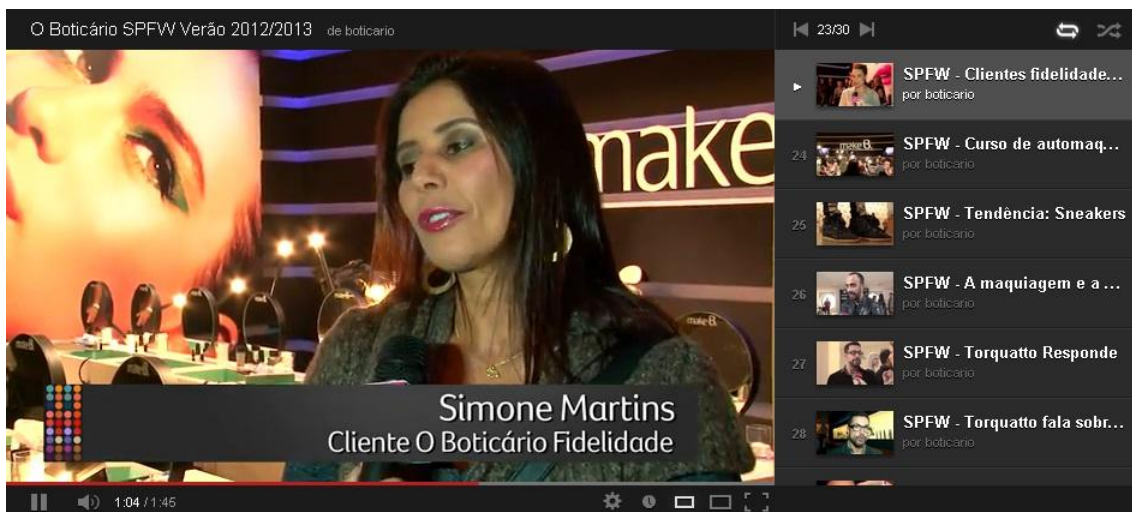 O Boticário SPFW Verão 2012/2013 de boticario
make
make B.
Simone Martins
Cliente O Boticário Fidelidade
1:04 / 1:45
23/30
SPFW - Clientes fidelidade...
por boticario
24
make B.
SPFW - Curso de automaq...
por boticario
25
SPFW - Tendência: Sneakers
por boticario
26
SPFW - A maquiagem e a ...
por boticario
27
SPFW - Torquatto Responde
por boticario
28
SPFW - Torquatto fala sobr...
por boticario